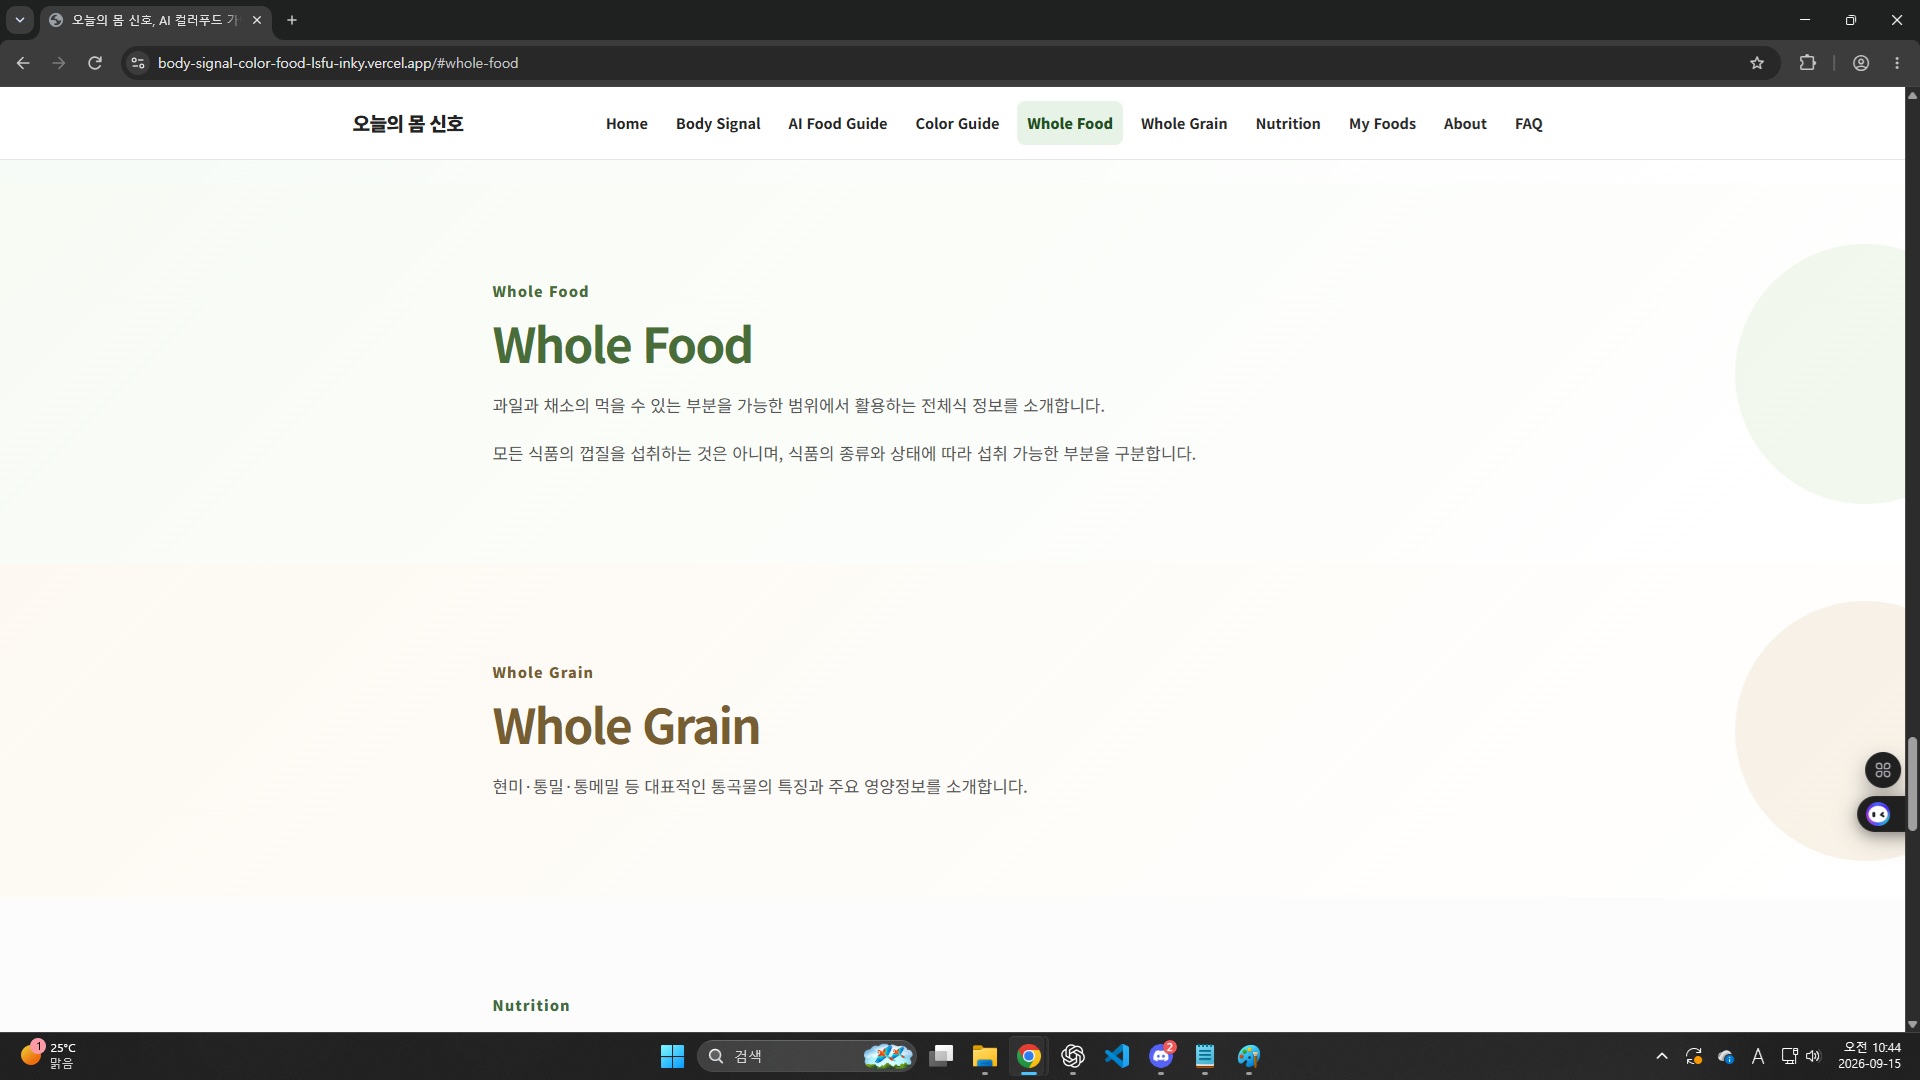 오늘의 몸 신호, AI 컬러푸드 가
body-signal-color-food-lsfu-inky.vercel.app/#whole-food
오늘의 몸 신호
Home
Body Signal
AI Food Guide
Color Guide
Whole Food
Whole Grain
Nutrition
My Foods
About
FAQ
Whole Food
Whole Food
과일과 채소의 먹을 수 있는 부분을 가능한 범위에서 활용하는 전체식 정보를 소개합니다.
모든 식품의 껍질을 섭취하는 것은 아니며, 식품의 종류와 상태에 따라 섭취 가능한 부분을 구분합니다.
Whole Grain
Whole Grain
현미·통밀·통메밀 등 대표적인 통곡물의 특징과 주요 영양정보를 소개합니다.
Nutrition
1
25°C
맑음
검색
2
A
오전 10:44
2026-09-15